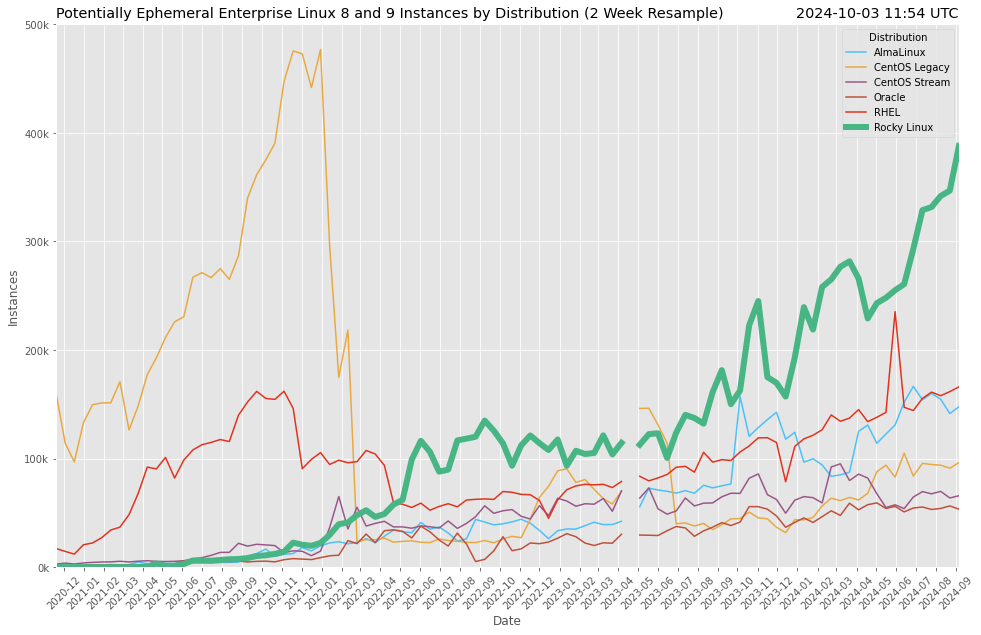 Potentially Ephemeral Enterprise Linux 8 and 9 Instances by Distribution (2 Week Resample)
2024-10-03 11:54 UTC
500k
400k
300k
200k
100k
0k
Instances
Distribution
AlmaLinux
CentOS Legacy
CentOS Stream
Oracle
RHEL
Rocky Linux
2020-12
2021-01
2021-02
2021-03
2021-04
2021-05
2021-06
2021-07
2021-08
2021-09
2021-10
2021-11
2021-12
2022-01
2022-02
2022-03
2022-04
2022-05
2022-06
2022-07
2022-08
2022-09
2022-10
2022-11
2022-12
2023-01
2023-02
2023-03
2023-04
2023-05
2023-06
2023-07
2023-08
2023-09
2023-10
2023-11
2023-12
2024-01
2024-02
2024-03
2024-04
2024-05
2024-06
2024-07
2024-08
2024-09
Date